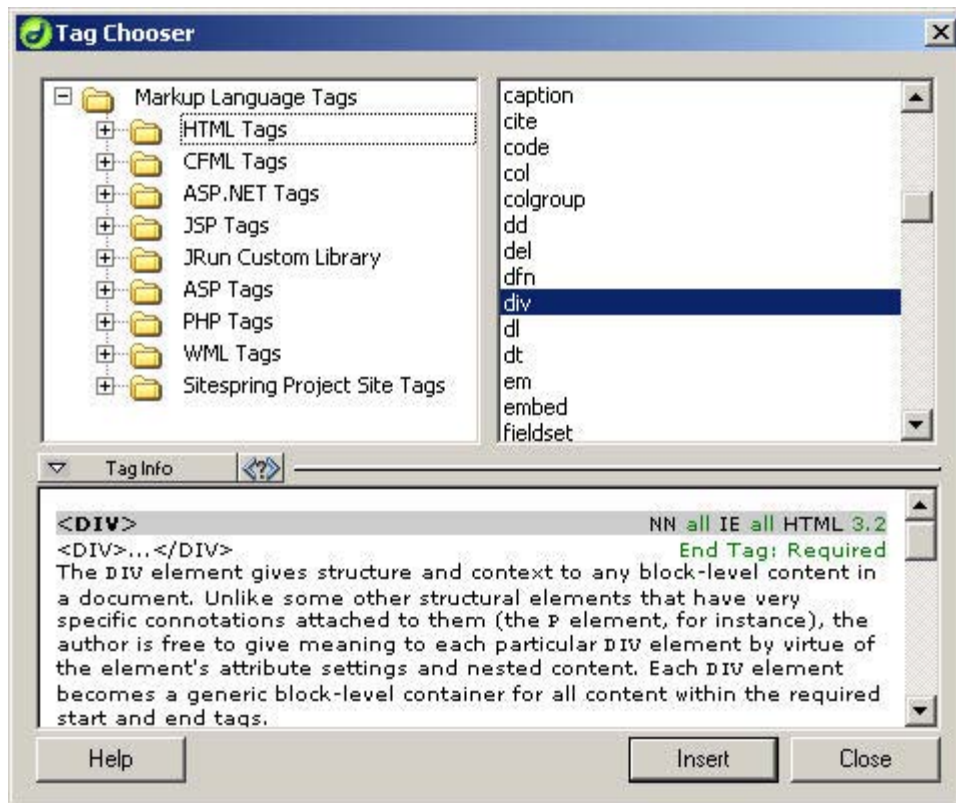 Tag Chooser
Markup Language Tags
HTML Tags
CFML Tags
ASP.NET Tags
JSP Tags
JRun Custom Library
ASP Tags
PHP Tags
WML Tags
Sitespring Project Site Tags
caption
cite
code
col
colgroup
dd
del
dfn
div
dl
dt
em
embed
fieldset
Tag Info
<?>
<DIV> NN all IE all HTML 3.2
<DIV>...</DIV> End Tag: Required
The DIV element gives structure and context to any block-level content in
a document. Unlike some other structural elements that have very
specific connotations attached to them (the P element, for instance), the
author is free to give meaning to each particular DIV element by virtue of
the element's attribute settings and nested content. Each DIV element
becomes a generic block-level container for all content within the required
start and end tags.
Help Insert Close